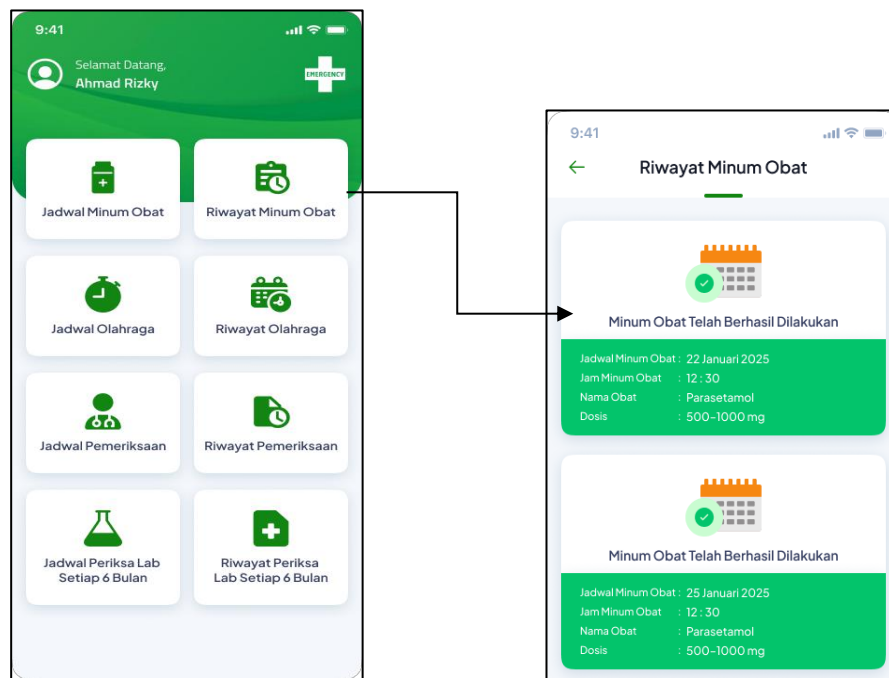 9:41
Selamat Datang,
Ahmad Rizky
EMERGENCY
Jadwal Minum Obat
Riwayat Minum Obat
Jadwal Olahraga
Riwayat Olahraga
Jadwal Pemeriksaan
Riwayat Pemeriksaan
Jadwal Periksa Lab
Setiap 6 Bulan
Riwayat Periksa
Lab Setiap 6 Bulan
9:41
Riwayat Minum Obat
Minum Obat Telah Berhasil Dilakukan
Jadwal Minum Obat : 22 Januari 2025
Jam Minum Obat : 12 : 30
Nama Obat : Parasetamol
Dosis : 500-1000 mg
Minum Obat Telah Berhasil Dilakukan
Jadwal Minum Obat : 25 Januari 2025
Jam Minum Obat : 12 : 30
Nama Obat : Parasetamol
Dosis : 500-1000 mg